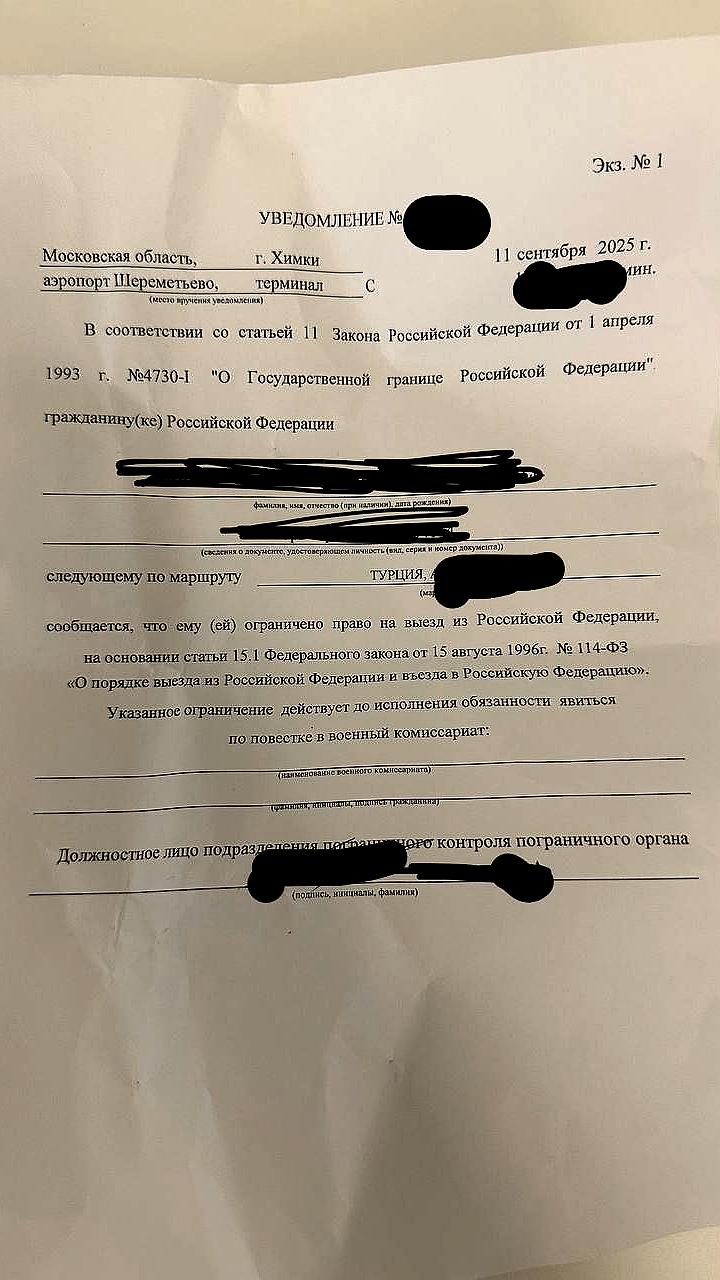 Экз. № 1
УВЕДОМЛЕНИЕ №
Московская область, г. Химки 11 сентября 2025 г.
аэропорт Шереметьево, терминал С мин.
(место вручения уведомления)
В соответствии со статьей 11 Закона Российской Федерации от 1 апреля
1993 г. №4730-I "О Государственной границе Российской Федерации"
гражданину(ке) Российской Федерации
фамилия, имя, отчество (при наличии), дата рождения)
(сведения о документе, удостоверяющем личность (вид, серия и номер документа))
следующему по маршруту ТУРЦИЯ,
сообщается, что ему (ей) ограничено право на выезд из Российской Федерации,
на основании статьи 15.1 Федерального закона от 15 августа 1996г. № 114-ФЗ
«О порядке выезда из Российской Федерации и въезда в Российскую Федерацию».
Указанное ограничение действует до исполнения обязанности явиться
по повестке в военный комиссариат:
(наименование военного комиссариата)
(фамилия, инициалы, подпись гражданина)
Должностное лицо подразделения пограничного контроля пограничного органа
(подпись, инициалы, фамилия)